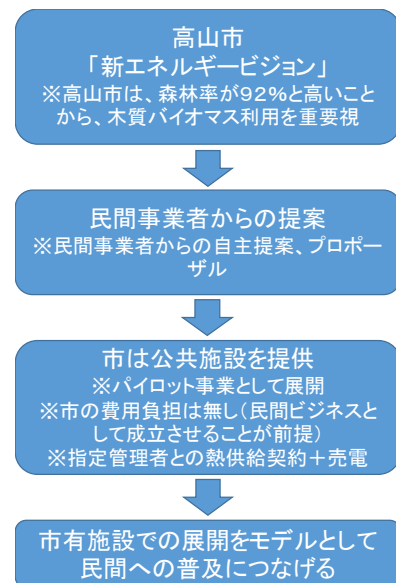 高山市
「新エネルギービジョン」
※高山市は、森林率が92%と高いこと
から、木質バイオマス利用を重要視
民間事業者からの提案
※民間事業者からの自主提案、プロポー
ザル
市は公共施設を提供
※パイロット事業として展開
※市の費用負担は無し(民間ビジネスと
して成立させることが前提)
※指定管理者との熱供給契約+売電
市有施設での展開をモデルとして
民間への普及につなげる